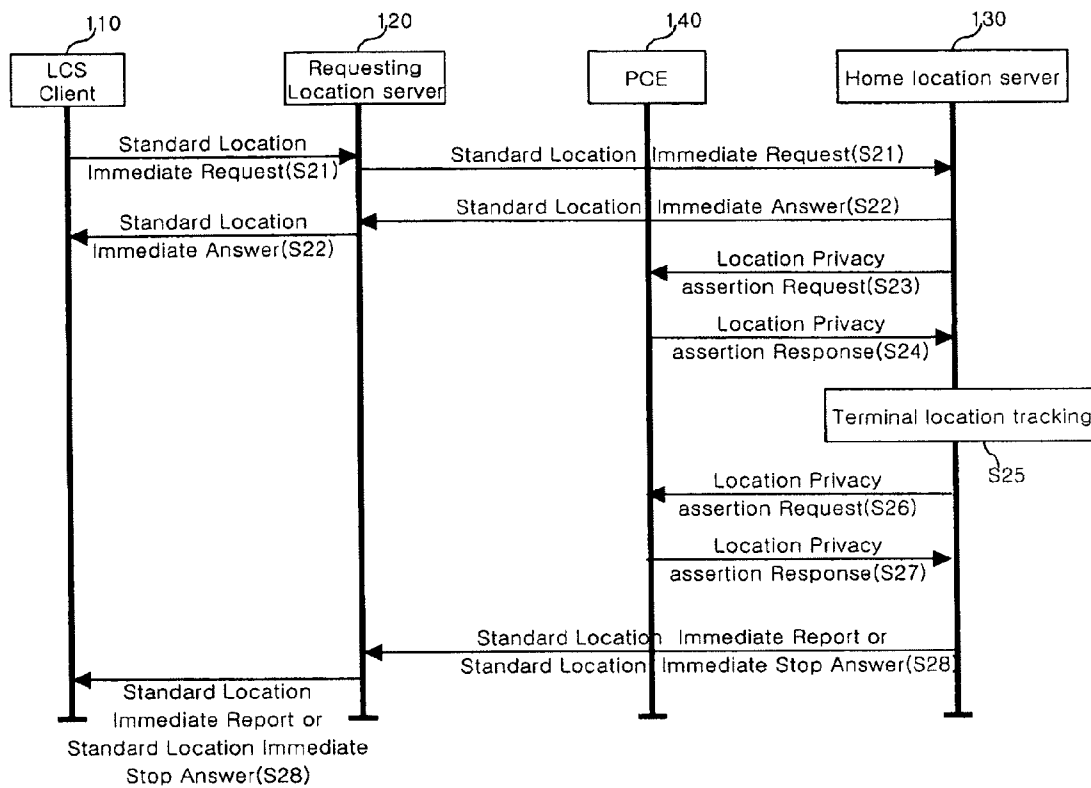 110
120
140
130
LCS
Client
Requesting
Location server
PCE
Home location server
Standard Location
Immediate Request(S21)
Standard Location Immediate Request(S21)
Standard Location Immediate Answer(S22)
Standard Location
Immediate Answer(S22)
Location Privacy
assertion Request(S23)
Location Privacy
assertion Response(S24)
Terminal location tracking
S25
Location Privacy
assertion Request(S26)
Location Privacy
assertion Response(S27)
Standard Location Immediate Report or
Standard Location Immediate Stop Answer(S28)
Standard Location
Immediate Report or
Standard Location Immediate
Stop Answer(S28)